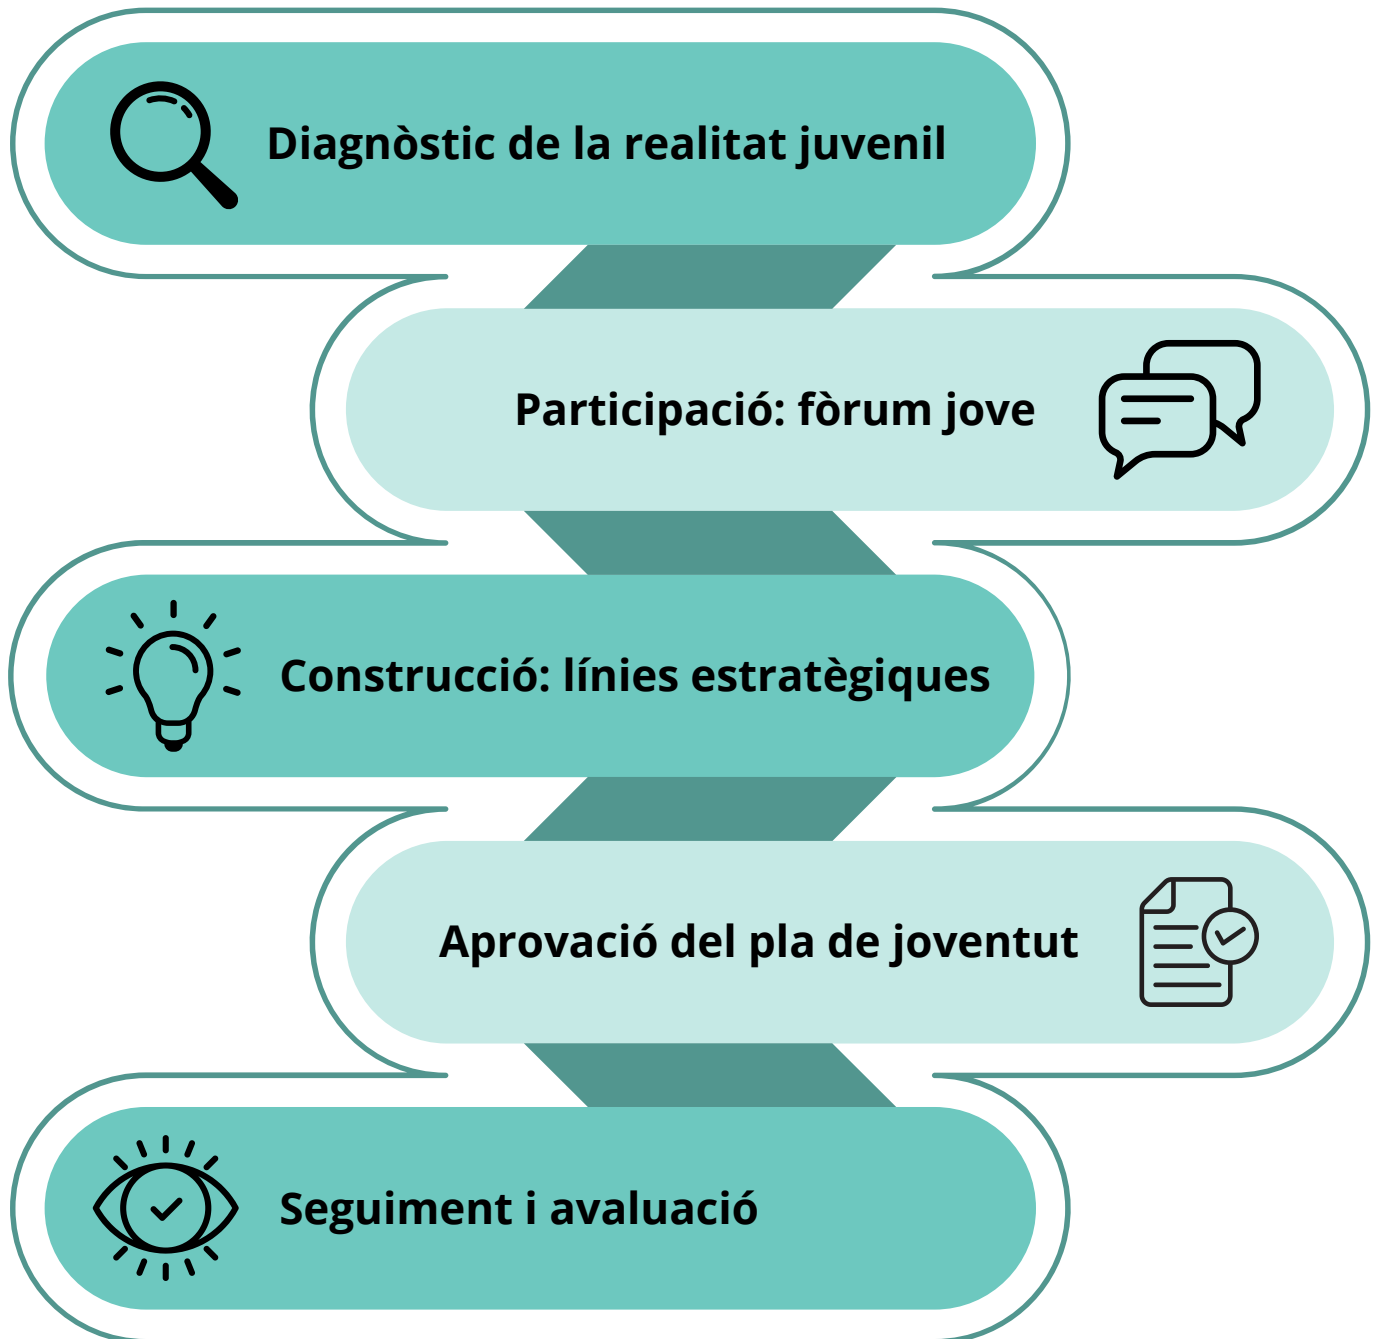 Diagnòstic de la realitat juvenil
Participació: fòrum jove
Construcció: línies estratègiques
Aprovació del pla de joventut
Seguiment i avaluació